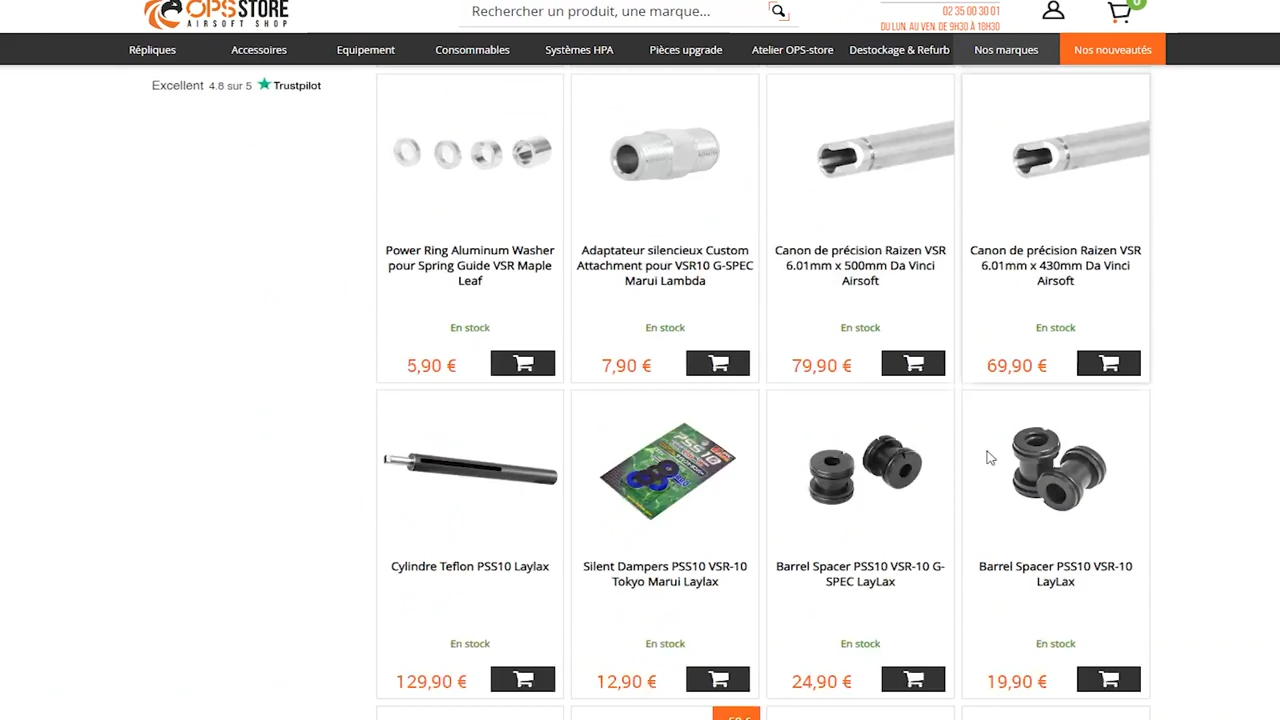 OPSSTORE
AIRSOFT SHOP
Rechercher un produit, une marque...
02 35 00 30 01
DU LUN. AU VEN. DE 9H30 À 18H30
0
Répliques Accessoires Equipement Consommables Systèmes HPA Pièces upgrade Atelier OPS-store Destockage & Refurb Nos marques Nos nouveautés
Excellent 4.8 sur 5 Trustpilot
Power Ring Aluminum Washer
pour Spring Guide VSR Maple
Leaf
En stock
5,90 €
Adaptateur silencieux Custom
Attachment pour VSR10 G-SPEC
Marui Lambda
En stock
7,90 €
Canon de précision Raizen VSR
6.01mm x 500mm Da Vinci
Airsoft
En stock
79,90 €
Canon de précision Raizen VSR
6.01mm x 430mm Da Vinci
Airsoft
En stock
69,90 €
PSS10
Cylindre Teflon PSS10 Laylax
En stock
129,90 €
Silent Dampers PSS10 VSR-10
Tokyo Marui Laylax
En stock
12,90 €
Barrel Spacer PSS10 VSR-10 G-
SPEC LayLax
En stock
24,90 €
Barrel Spacer PSS10 VSR-10
LayLax
En stock
19,90 €